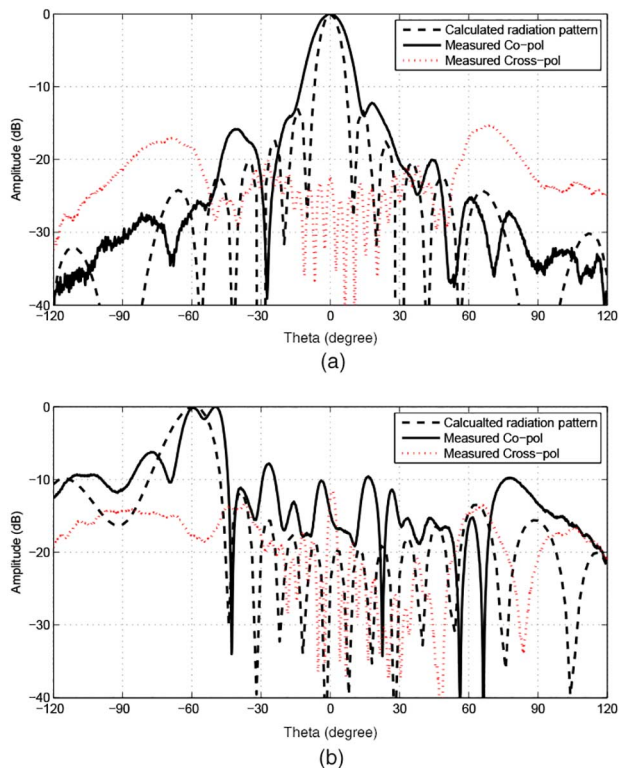 0
−10
−20
−30
−40
Amplitude (dB)
Calculated radiation pattern
Measured Co-pol
Measured Cross-pol
−120 −90 −60 −30 0 30 60 90 120
Theta (degree)
(a)
0
−10
−20
−30
−40
Amplitude (dB)
Calcualted radiation pattern
Measured Co-pol
Measured Cross-pol
−120 −90 −60 −30 0 30 60 90 120
Theta (degree)
(b)